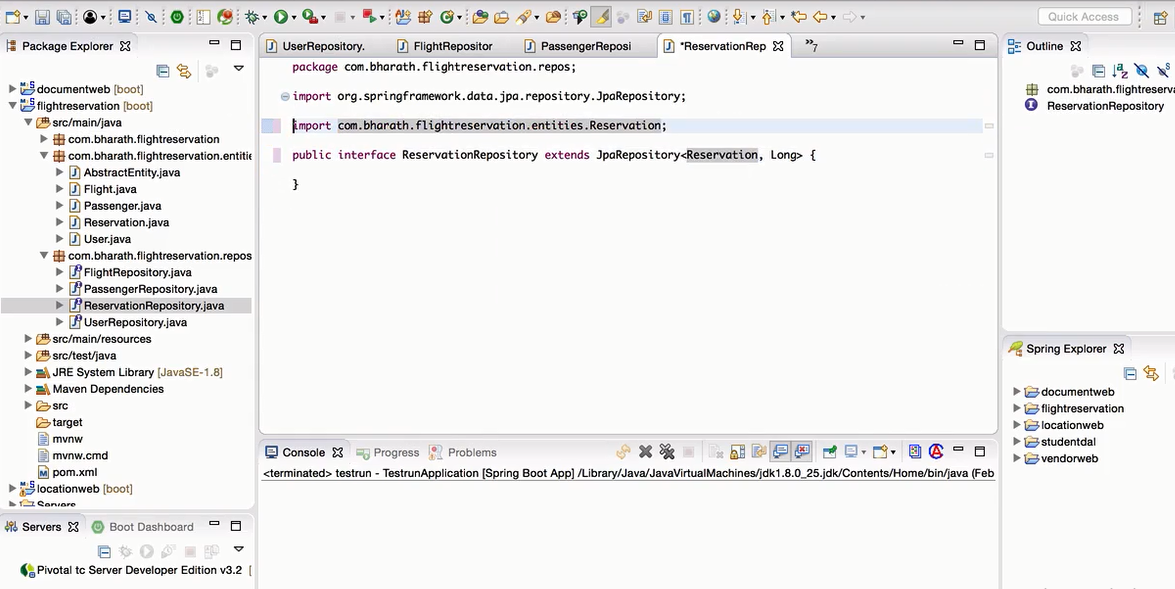 Quick Access
Package Explorer
documentweb [boot]
flightreservation [boot]
src/main/java
com.bharath.flightreservation
com.bharath.flightreservation.entitie
AbstractEntity.java
Flight.java
Passenger.java
Reservation.java
User.java
com.bharath.flightreservation.repos
FlightRepository.java
PassengerRepository.java
ReservationRepository.java
UserRepository.java
src/main/resources
src/test/java
JRE System Library [JavaSE-1.8]
Maven Dependencies
src
target
mvnw
mvnw.cmd
pom.xml
locationweb [boot]
Servers
Servers Boot Dashboard
Pivotal tc Server Developer Edition v3.2 [
UserRepository. FlightRepositor PassengerReposi *ReservationRep »7
package com.bharath.flightreservation.repos;
import org.springframework.data.jpa.repository.JpaRepository;
import com.bharath.flightreservation.entities.Reservation;
public interface ReservationRepository extends JpaRepository<Reservation, Long> {
}
Console Progress Problems
<terminated> testrun - TestrunApplication [Spring Boot App] /Library/Java/JavaVirtualMachines/jdk1.8.0_25.jdk/Contents/Home/bin/java (Feb
Outline
com.bharath.flightreserva
ReservationRepository
Spring Explorer
documentweb
flightreservation
locationweb
studentdal
vendorweb